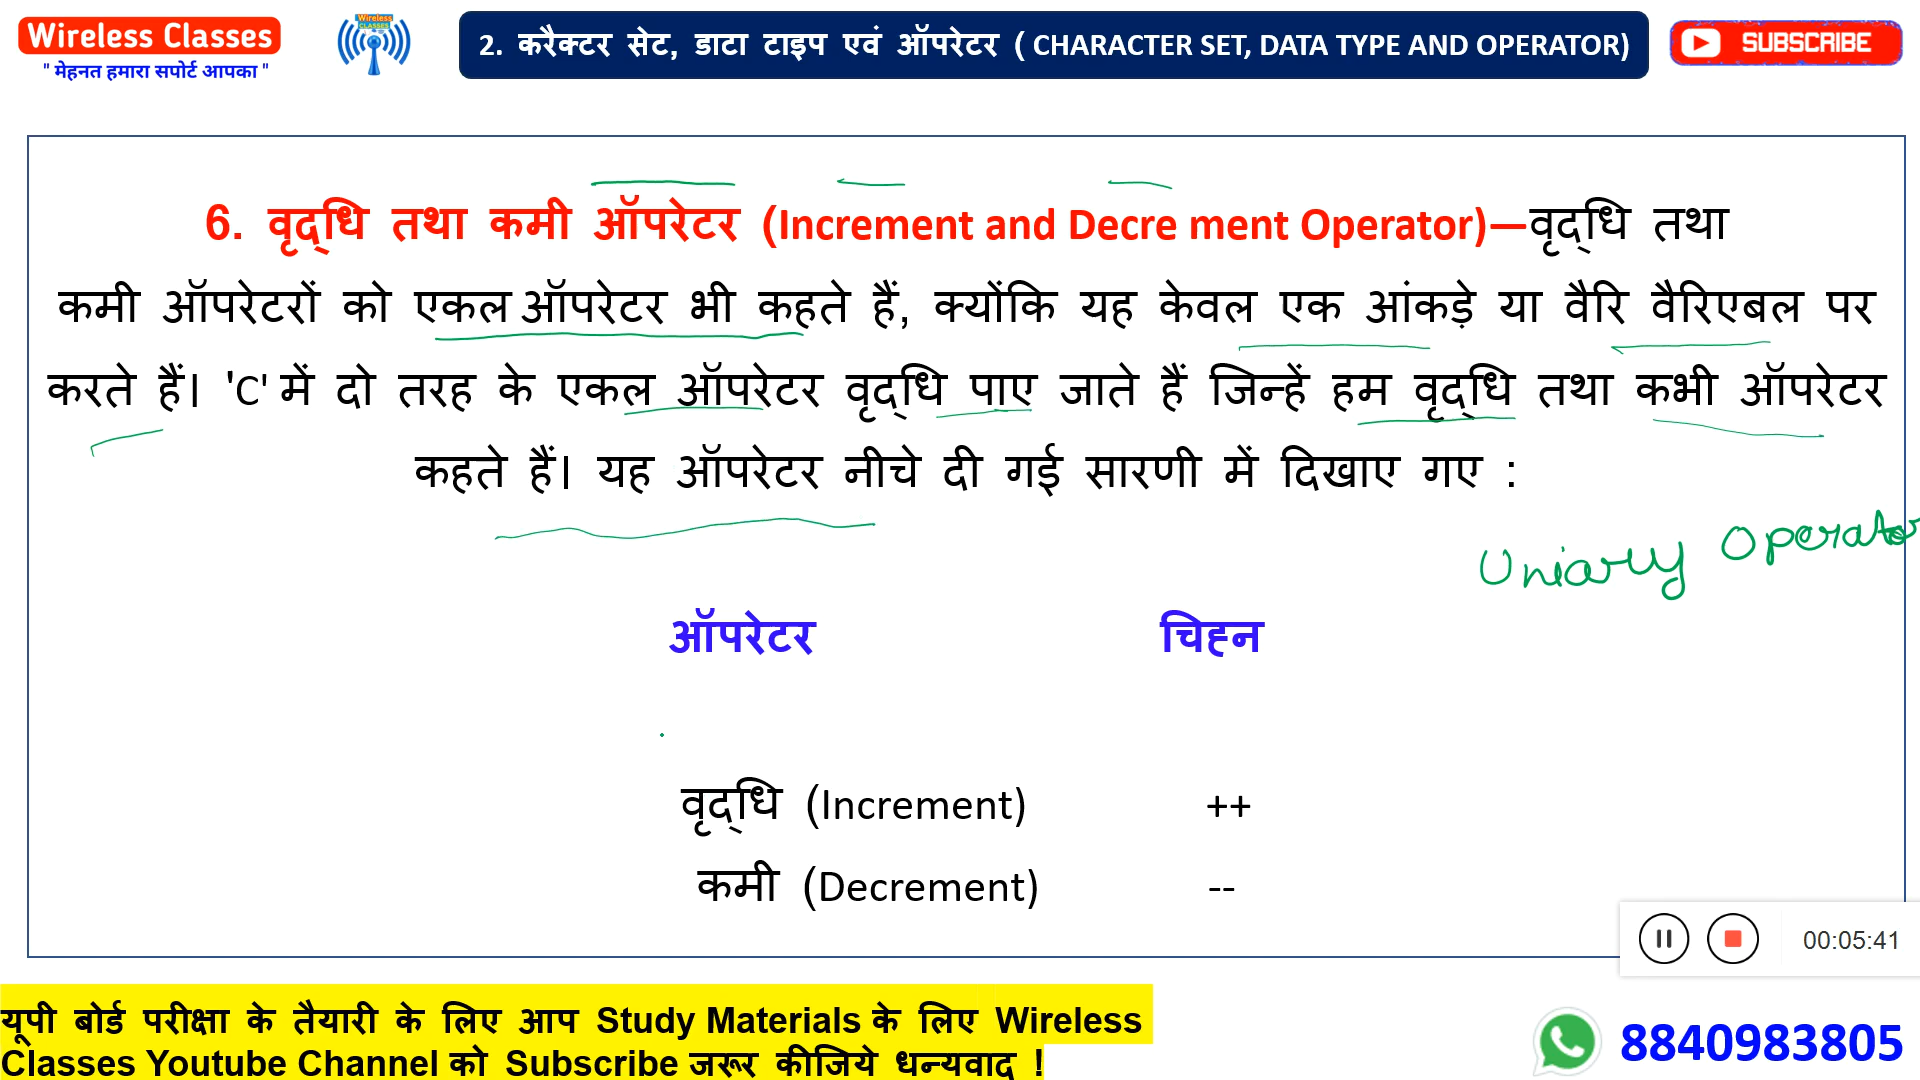 Wireless Classes
" मेहनत हमारा सपोर्ट आपका "
Wireless
CLASSES
2. करैक्टर सेट, डाटा टाइप एवं ऑपरेटर ( CHARACTER SET, DATA TYPE AND OPERATOR)
SUBSCRIBE
6. वृद्धि तथा कमी ऑपरेटर (Increment and Decre ment Operator)—वृद्धि तथा
कमी ऑपरेटरों को एकल ऑपरेटर भी कहते हैं, क्योंकि यह केवल एक आंकड़े या वैरि वैरिएबल पर
करते हैं। 'C' में दो तरह के एकल ऑपरेटर वृद्धि पाए जाते हैं जिन्हें हम वृद्धि तथा कभी ऑपरेटर
कहते हैं। यह ऑपरेटर नीचे दी गई सारणी में दिखाए गए :
Uniary Operator
ऑपरेटर चिह्न
वृद्धि (Increment) ++
कमी (Decrement) --
00:05:41
यूपी बोर्ड परीक्षा के तैयारी के लिए आप Study Materials के लिए Wireless
Classes Youtube Channel को Subscribe जरूर कीजिये धन्यवाद !
8840983805